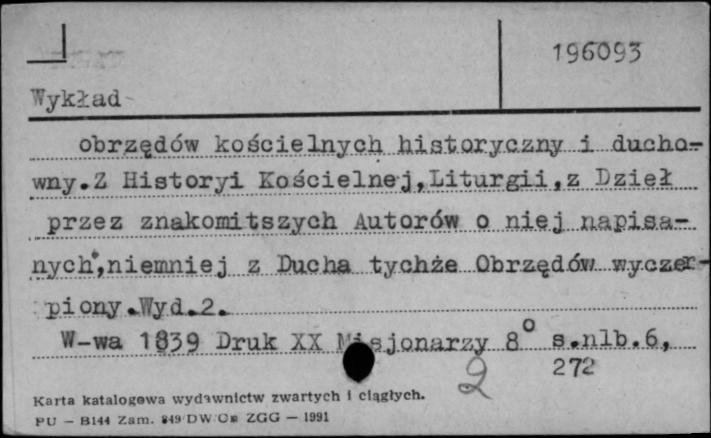 196093
Wykład
obrzędów kościelnych historyczny i ducho-
wny.Z Historyi Kościelnej,Liturgii,z Dzieł
przez znakomitszych Autorów o niej napisa-
nych,niemniej z Ducha tychże Obrzędów wyczer-
piony.Wyd.2.
W-wa 1839 Druk XX Misjonarzy 8° s.nlb.6,
2 272
Karta katalogowa wydawnictw zwartych i ciągłych.
PU – B144 Zam. 849 DW ZGG – 1991